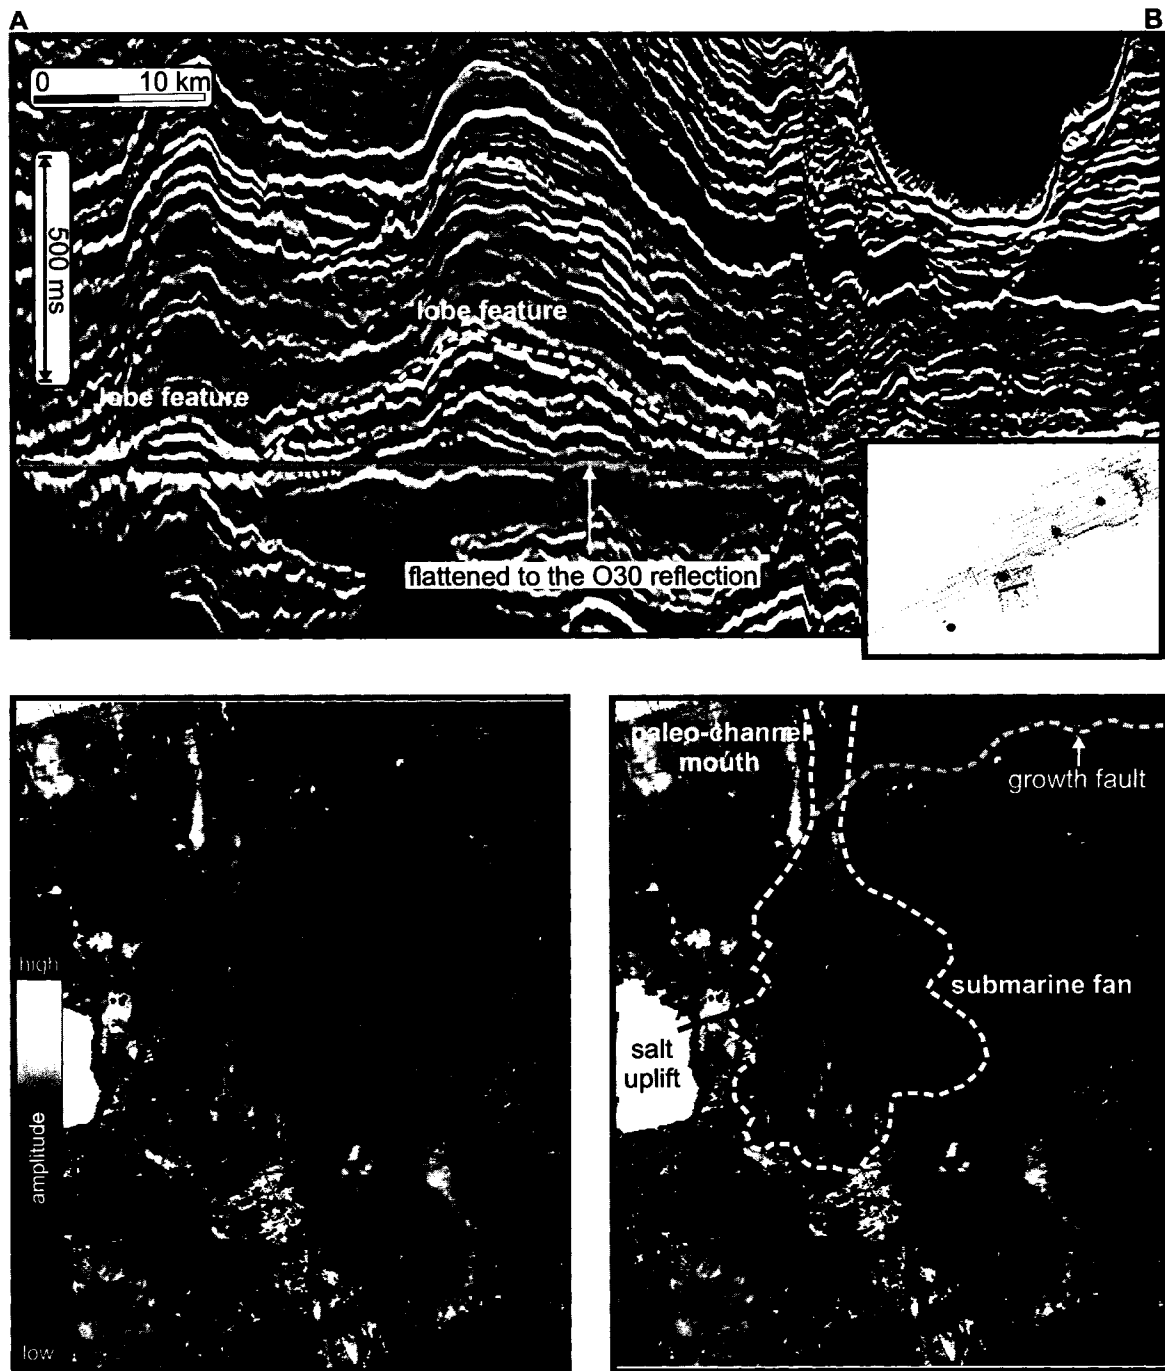 A B
0 10 km
500 ms
lobe feature
lobe feature
flattened to the O30 reflection
paleo-channel
mouth
growth fault
high
submarine fan
salt
uplift
amplitude
low